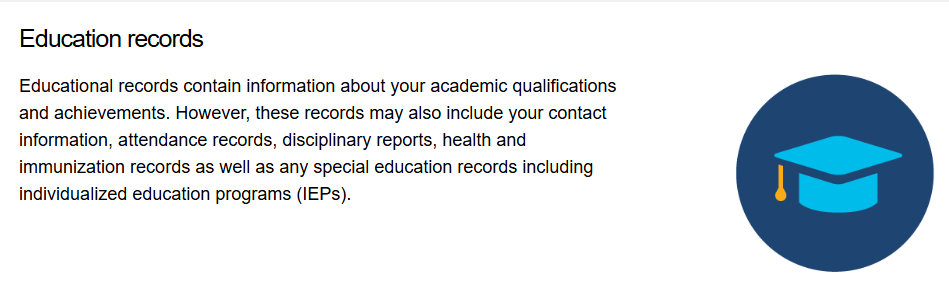 Education records
Educational records contain information about your academic qualifications
and achievements. However, these records may also include your contact
information, attendance records, disciplinary reports, health and
immunization records as well as any special education records including
individualized education programs (IEPs).